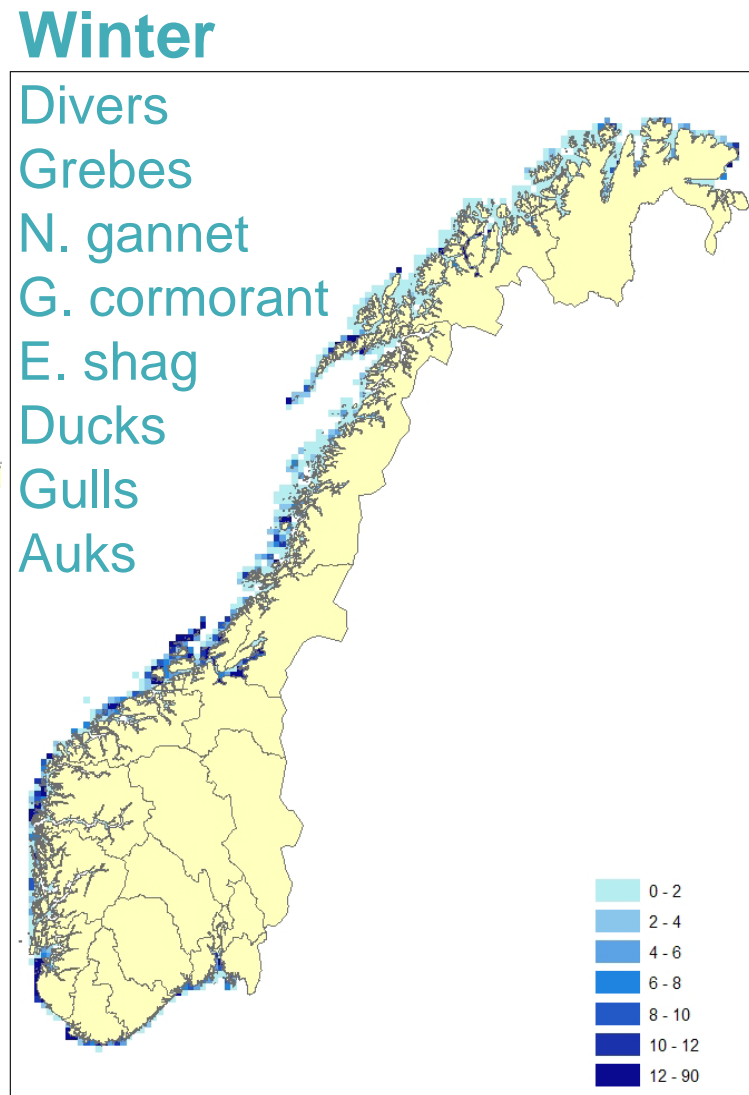 Winter
Divers
Grebes
N. gannet
G. cormorant
E. shag
Ducks
Gulls
Auks
0 - 2
2 - 4
4 - 6
6 - 8
8 - 10
10 - 12
12 - 90